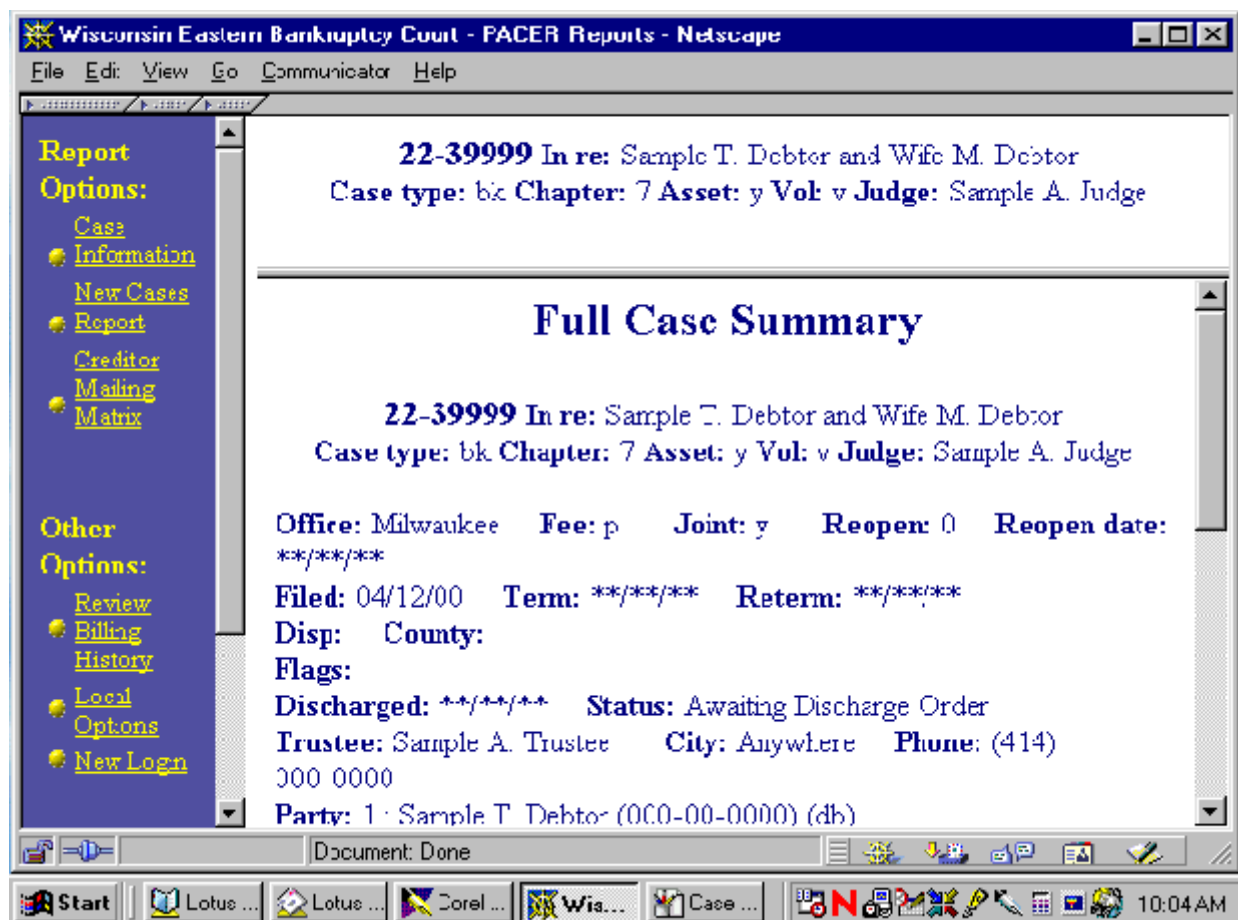 Wisconsin Eastern Bankruptcy Court - PACER Reports - Netscape
File Edit View Go Communicator Help
Report
Options:
Case
Information
New Cases
Report
Creditor
Mailing
Matrix
Other
Options:
Review
Billing
History
Local
Options
New Login
22-39999 In re: Sample T. Debtor and Wife M. Debtor
Case type: bk Chapter: 7 Asset: y Vol: v Judge: Sample A. Judge
Full Case Summary
22-39999 In re: Sample T. Debtor and Wife M. Debtor
Case type: bk Chapter: 7 Asset: y Vol: v Judge: Sample A. Judge
Office: Milwaukee Fee: p Joint: y Reopen: 0 Reopen date:
**/**/**
Filed: 04/12/00 Term: **/**/** Reterm: **/**/**
Disp: County:
Flags:
Discharged: **/**/** Status: Awaiting Discharge Order
Trustee: Sample A. Trustee City: Anywhere Phone: (414)
000-0000
Party: 1 : Sample T. Debtor (000-00-0000) (db)
Document: Done
Start Lotus ... Lotus ... Corel ... Wis... Case ... N 10:04 AM